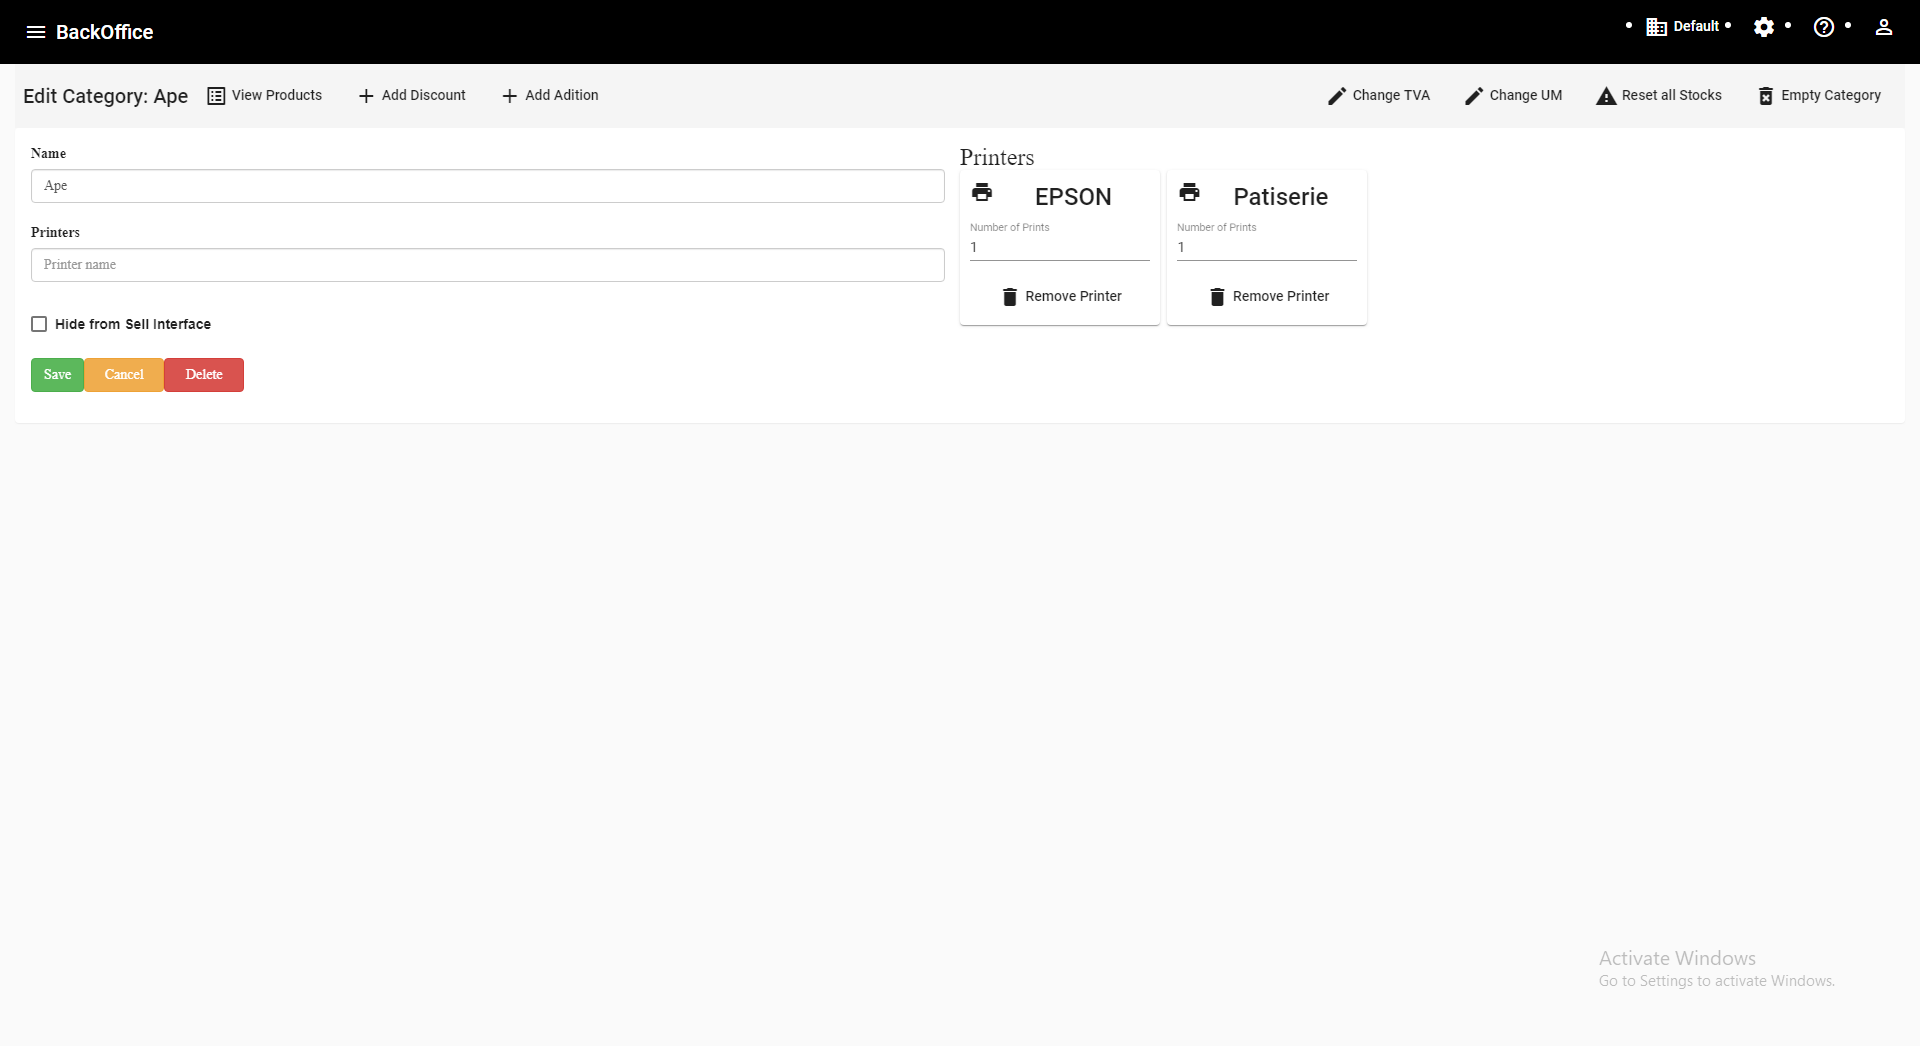 BackOffice
Default
Edit Category: Ape
View Products
Add Discount
Add Adition
Change TVA
Change UM
Reset all Stocks
Empty Category
Name
Ape
Printers
Printer name
Hide from Sell Interface
Save
Cancel
Delete
Printers
EPSON
Number of Prints
1
Remove Printer
Patiserie
Number of Prints
1
Remove Printer
Activate Windows
Go to Settings to activate Windows.